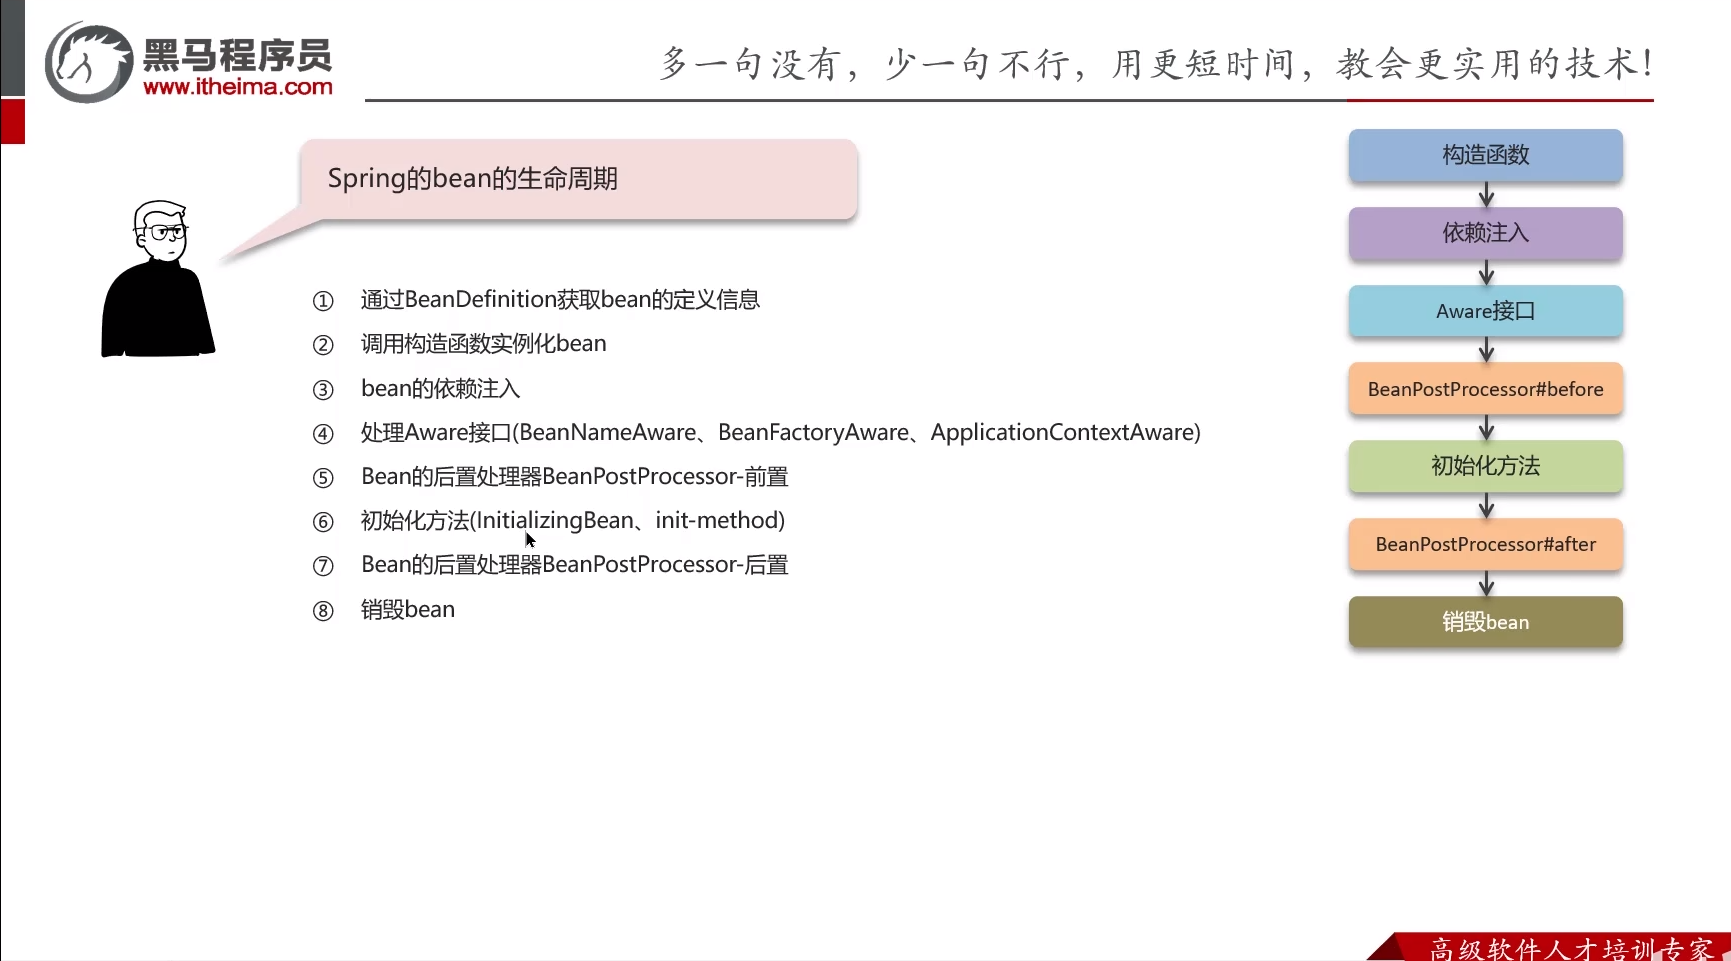 黑马程序员
www.itheima.com
多一句没有，少一句不行，用更短时间，教会更实用的技术！
Spring的bean的生命周期
① 通过BeanDefinition获取bean的定义信息
② 调用构造函数实例化bean
③ bean的依赖注入
④ 处理Aware接口(BeanNameAware、BeanFactoryAware、ApplicationContextAware)
⑤ Bean的后置处理器BeanPostProcessor-前置
⑥ 初始化方法(InitializingBean、init-method)
⑦ Bean的后置处理器BeanPostProcessor-后置
⑧ 销毁bean
构造函数
依赖注入
Aware接口
BeanPostProcessor#before
初始化方法
BeanPostProcessor#after
销毁bean
高级软件人才培训专家